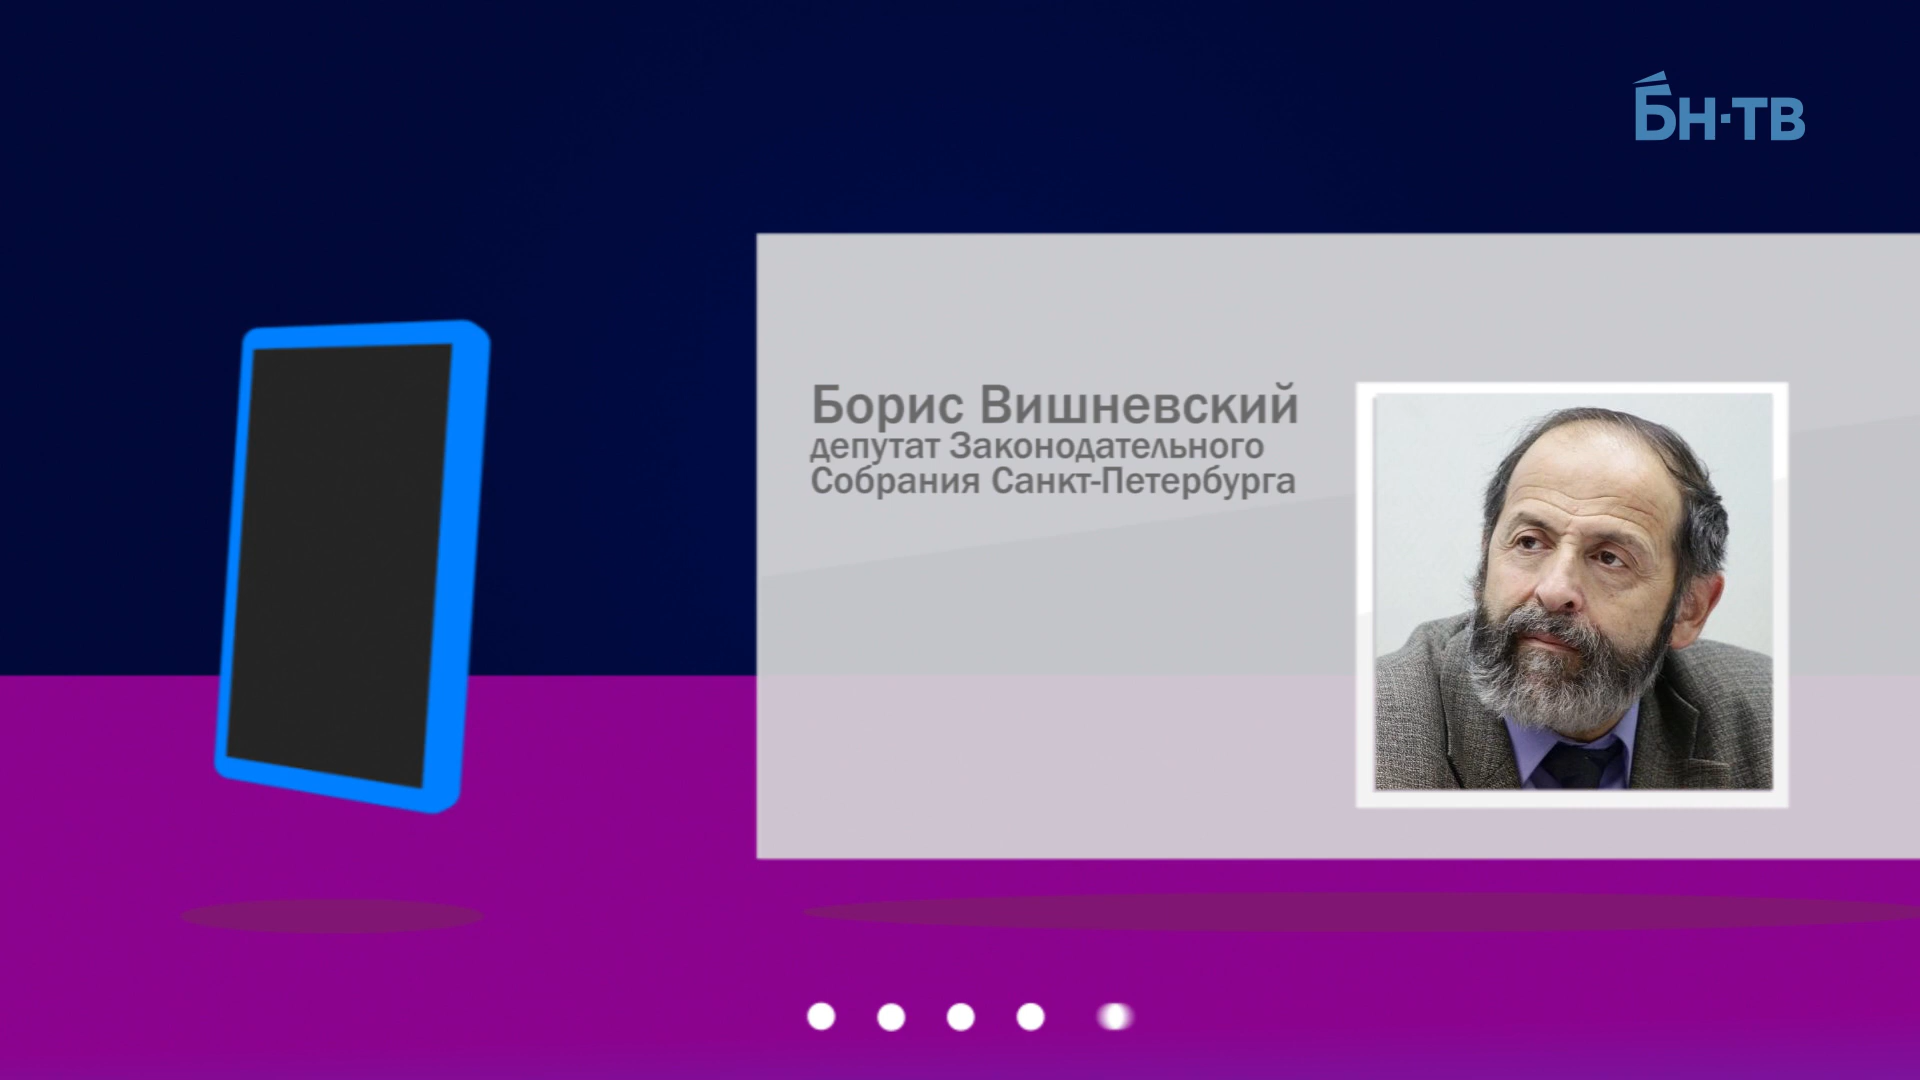 БН·ТВ
Борис Вишневский
депутат Законодательного
Собрания Санкт-Петербурга